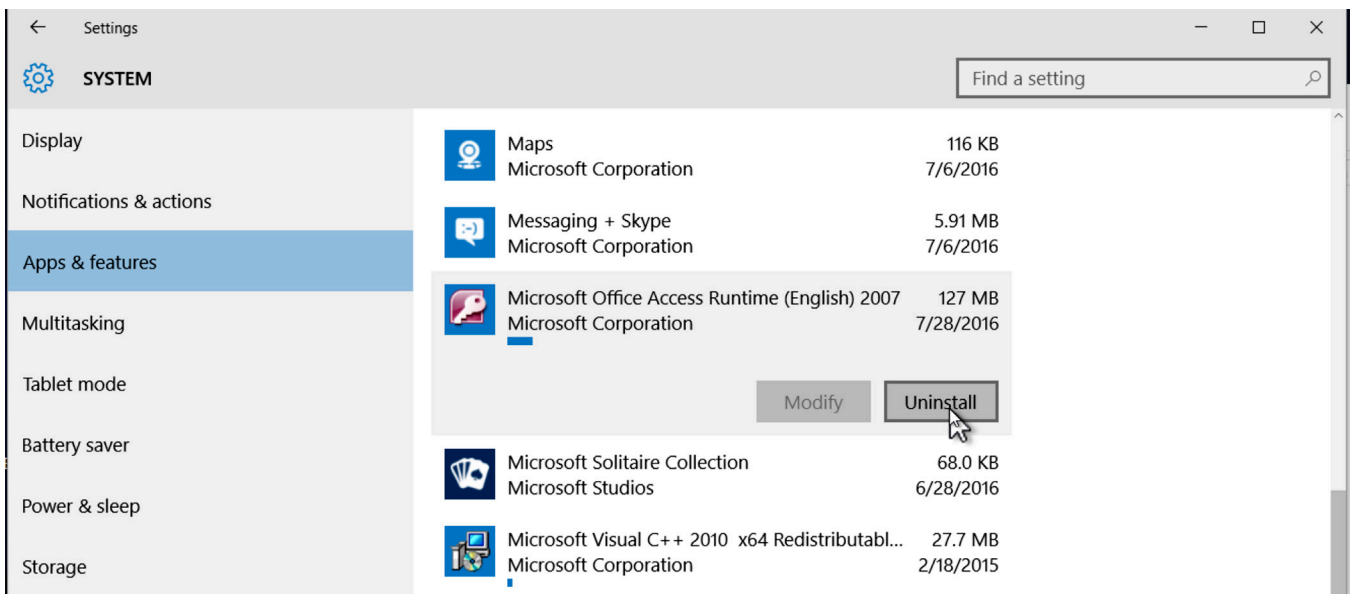 Settings
SYSTEM
Find a setting
Display
Notifications & actions
Apps & features
Multitasking
Tablet mode
Battery saver
Power & sleep
Storage
Maps 116 KB
Microsoft Corporation 7/6/2016
Messaging + Skype 5.91 MB
Microsoft Corporation 7/6/2016
Microsoft Office Access Runtime (English) 2007 127 MB
Microsoft Corporation 7/28/2016
Modify Uninstall
Microsoft Solitaire Collection 68.0 KB
Microsoft Studios 6/28/2016
Microsoft Visual C++ 2010 x64 Redistributabl... 27.7 MB
Microsoft Corporation 2/18/2015